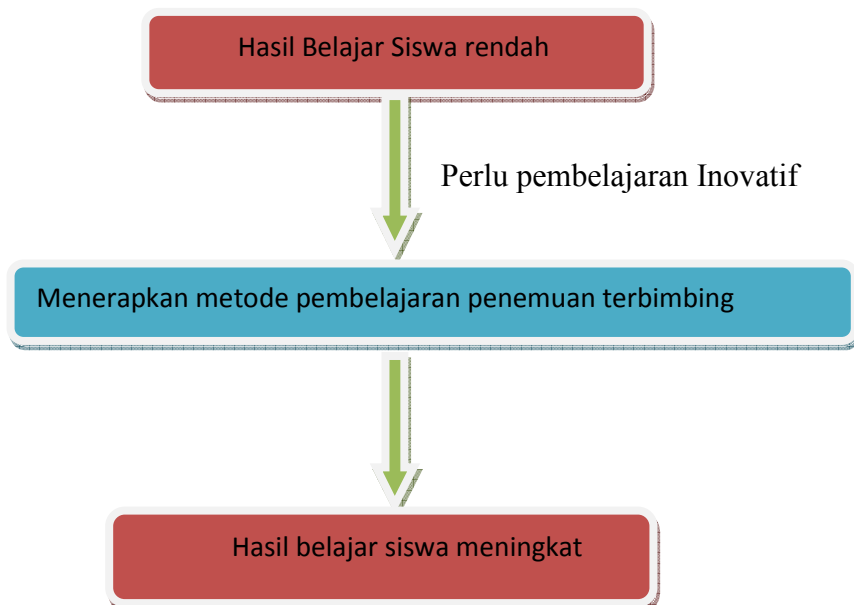 Hasil Belajar Siswa rendah
Perlu pembelajaran Inovatif
Menerapkan metode pembelajaran penemuan terbimbing
Hasil belajar siswa meningkat